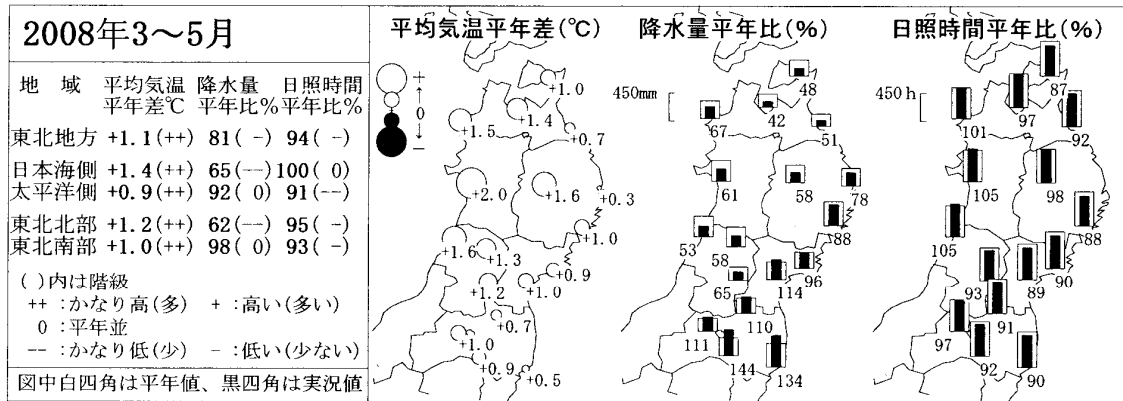 2008年3～5月
地　域　平均気温 降水量 日照時間
平年差℃ 平年比% 平年比%
東北地方 +1.1(++) 81( -) 94( -)
日本海側 +1.4(++) 65(--) 100( 0)
太平洋側 +0.9(++) 92( 0) 91(--)
東北北部 +1.2(++) 62(--) 95( -)
東北南部 +1.0(++) 98( 0) 93( -)
( )内は階級
++ :かなり高(多)　+ :高い(多い)
0 :平年並
-- :かなり低(少)　- :低い(少ない)
図中白四角は平年値、黒四角は実況値
平均気温平年差(℃)
+
0
-
+1.0
+1.4
+1.5
+0.7
+2.0
+1.6
+0.3
+1.0
+1.6
+1.3
+0.9
+1.2
+1.0
+0.7
+1.0
+0.9
+0.5
降水量平年比(%)
450mm
48
42
67
51
61
58
78
88
53
58
96
65
114
110
111
144
134
日照時間平年比(%)
450h
87
97
101
92
105
98
88
105
90
93
89
91
97
92
90